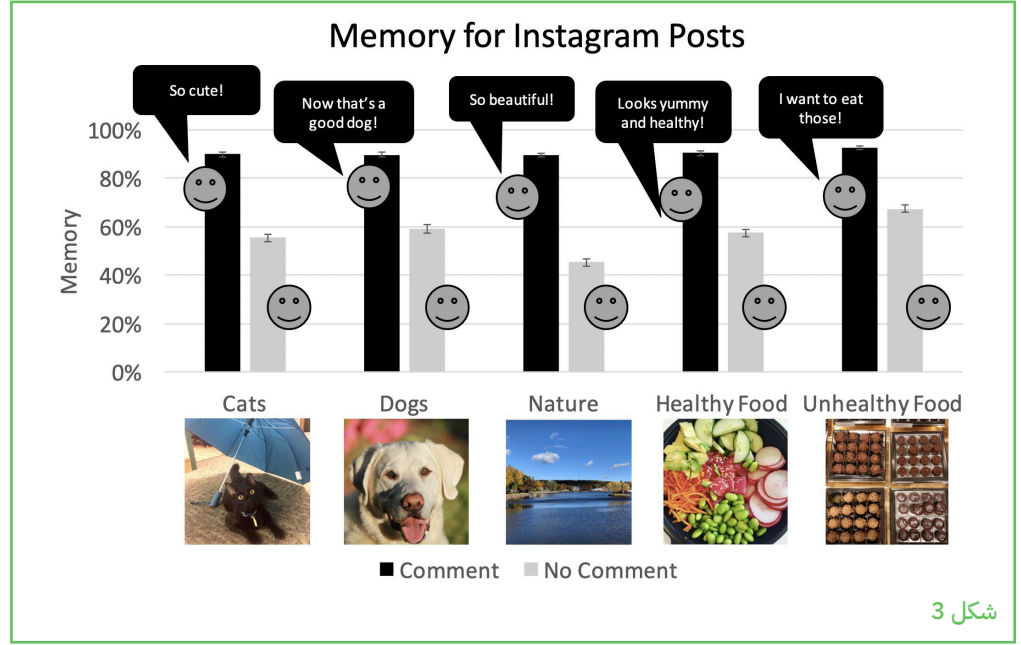 Memory for Instagram Posts
So cute!
Now that's a
good dog!
So beautiful!
Looks yummy
and healthy!
I want to eat
those!
Memory
100%
80%
60%
40%
20%
0%
Cats
Dogs
Nature
Healthy Food
Unhealthy Food
Comment
No Comment
شكل 3